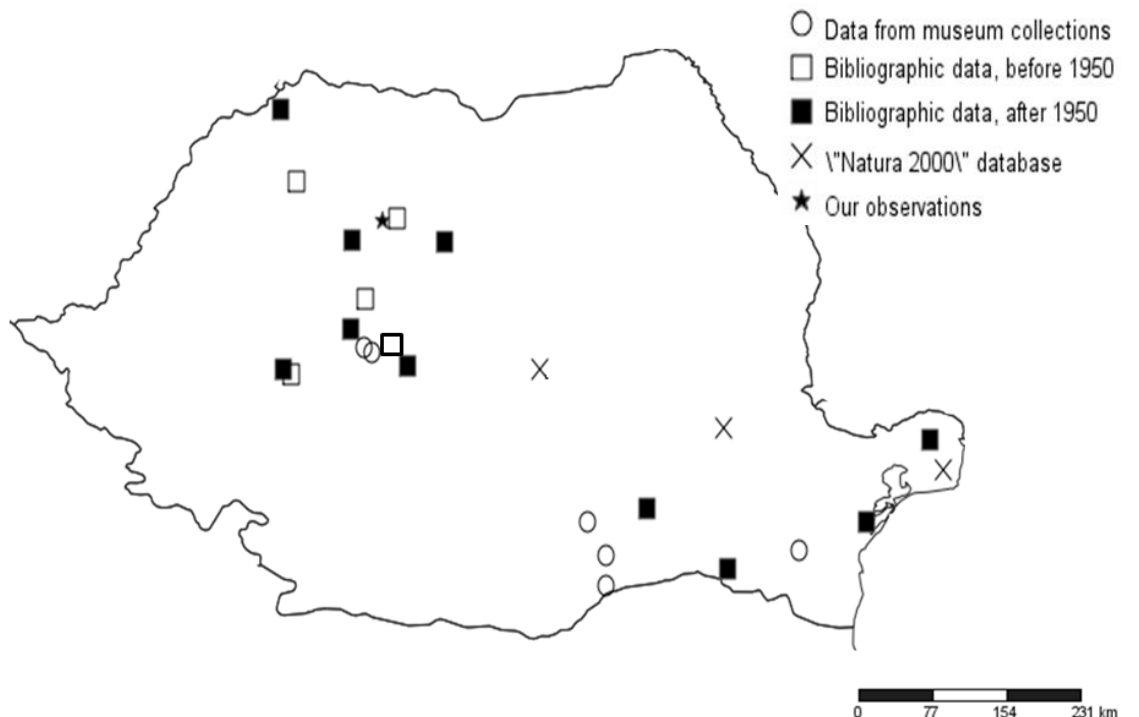 Data from museum collections
Bibliographic data, before 1950
Bibliographic data, after 1950
\"Natura 2000\" database
Our observations
0 77 154 231 km